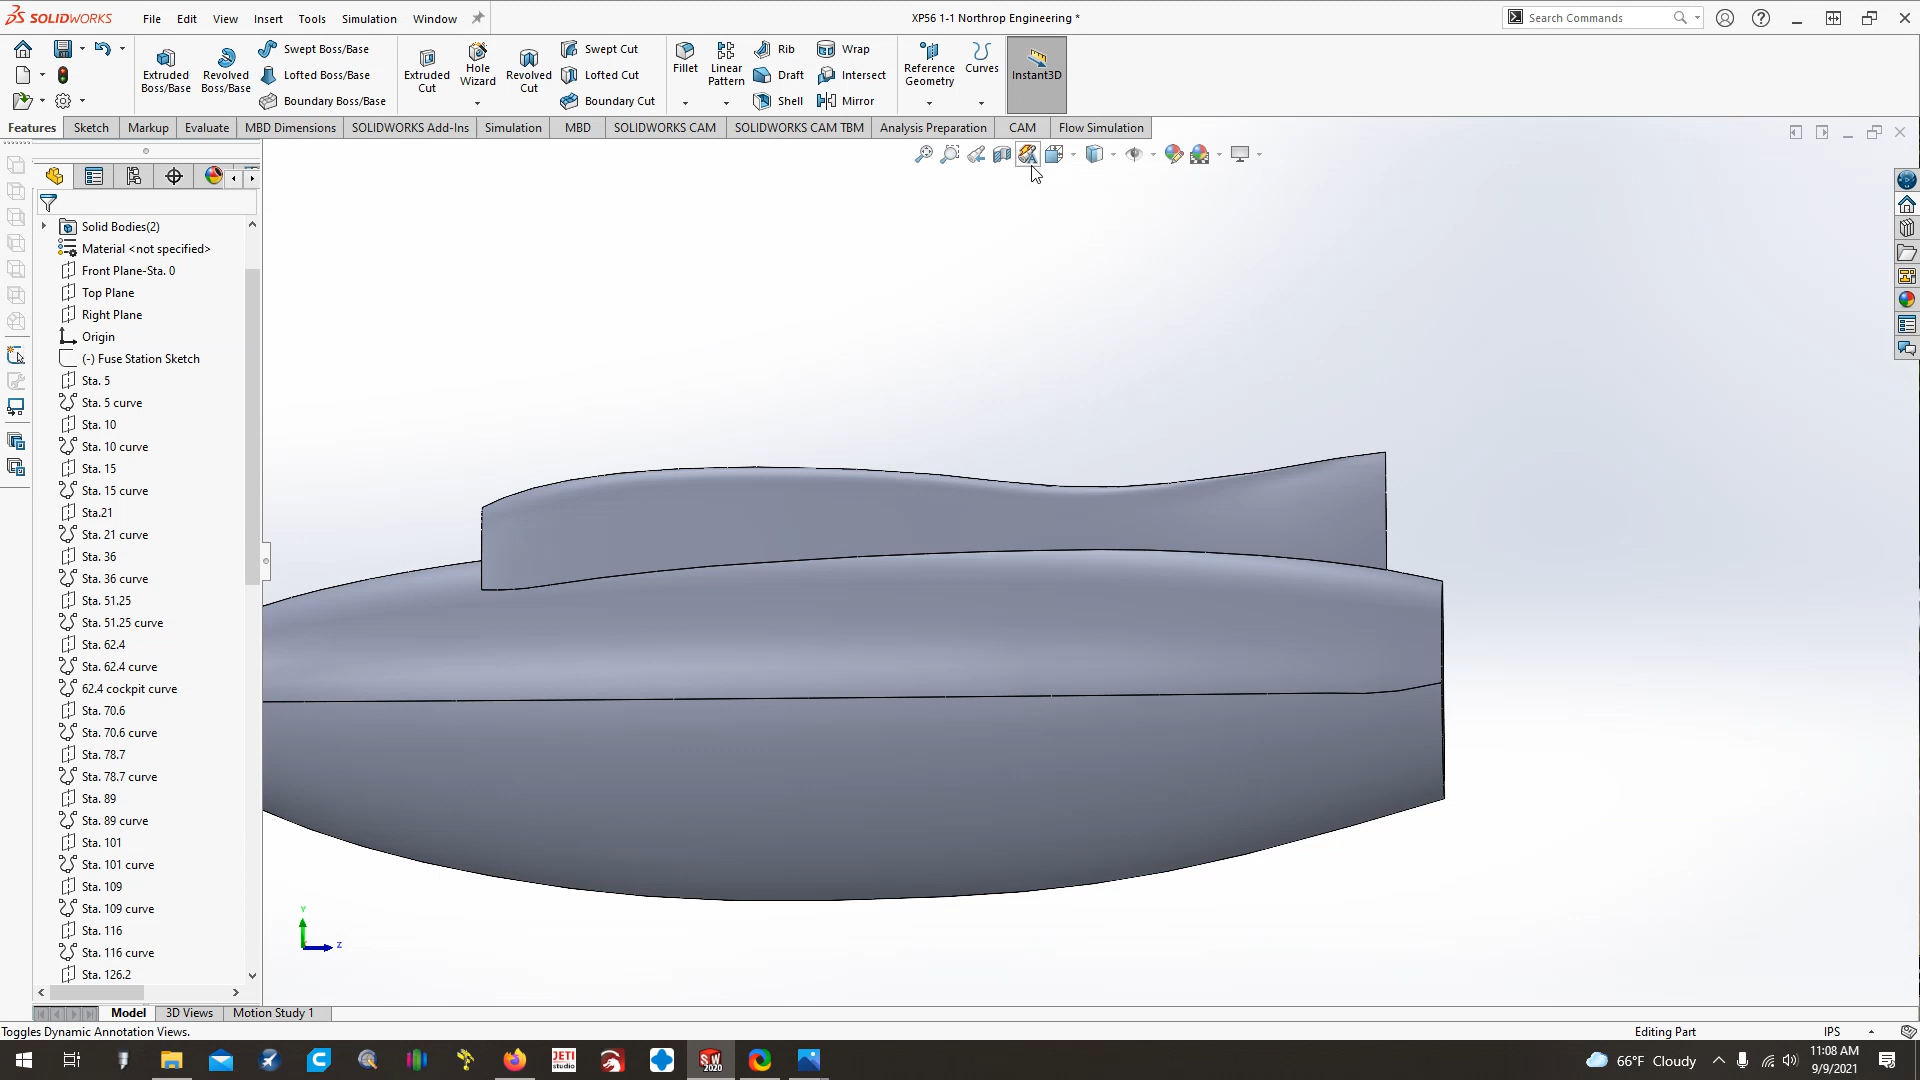 SOLIDWORKS
File Edit View Insert Tools Simulation Window
XP56 1-1 Northrop Engineering *
Search Commands
Extruded Boss/Base
Revolved Boss/Base
Swept Boss/Base
Lofted Boss/Base
Boundary Boss/Base
Extruded Cut
Hole Wizard
Revolved Cut
Swept Cut
Lofted Cut
Boundary Cut
Fillet
Linear Pattern
Rib
Draft
Shell
Wrap
Intersect
Mirror
Reference Geometry
Curves
Instant3D
Features Sketch Markup Evaluate MBD Dimensions SOLIDWORKS Add-Ins Simulation MBD SOLIDWORKS CAM SOLIDWORKS CAM TBM Analysis Preparation CAM Flow Simulation
Solid Bodies(2)
Material <not specified>
Front Plane-Sta. 0
Top Plane
Right Plane
Origin
(-) Fuse Station Sketch
Sta. 5
Sta. 5 curve
Sta. 10
Sta. 10 curve
Sta. 15
Sta. 15 curve
Sta.21
Sta. 21 curve
Sta. 36
Sta. 36 curve
Sta. 51.25
Sta. 51.25 curve
Sta. 62.4
Sta. 62.4 curve
62.4 cockpit curve
Sta. 70.6
Sta. 70.6 curve
Sta. 78.7
Sta. 78.7 curve
Sta. 89
Sta. 89 curve
Sta. 101
Sta. 101 curve
Sta. 109
Sta. 109 curve
Sta. 116
Sta. 116 curve
Sta. 126.2
Y
Z
Model 3D Views Motion Study 1
Toggles Dynamic Annotation Views.
Editing Part
IPS
JETI studio
SW 2020
66°F Cloudy
11:08 AM
9/9/2021